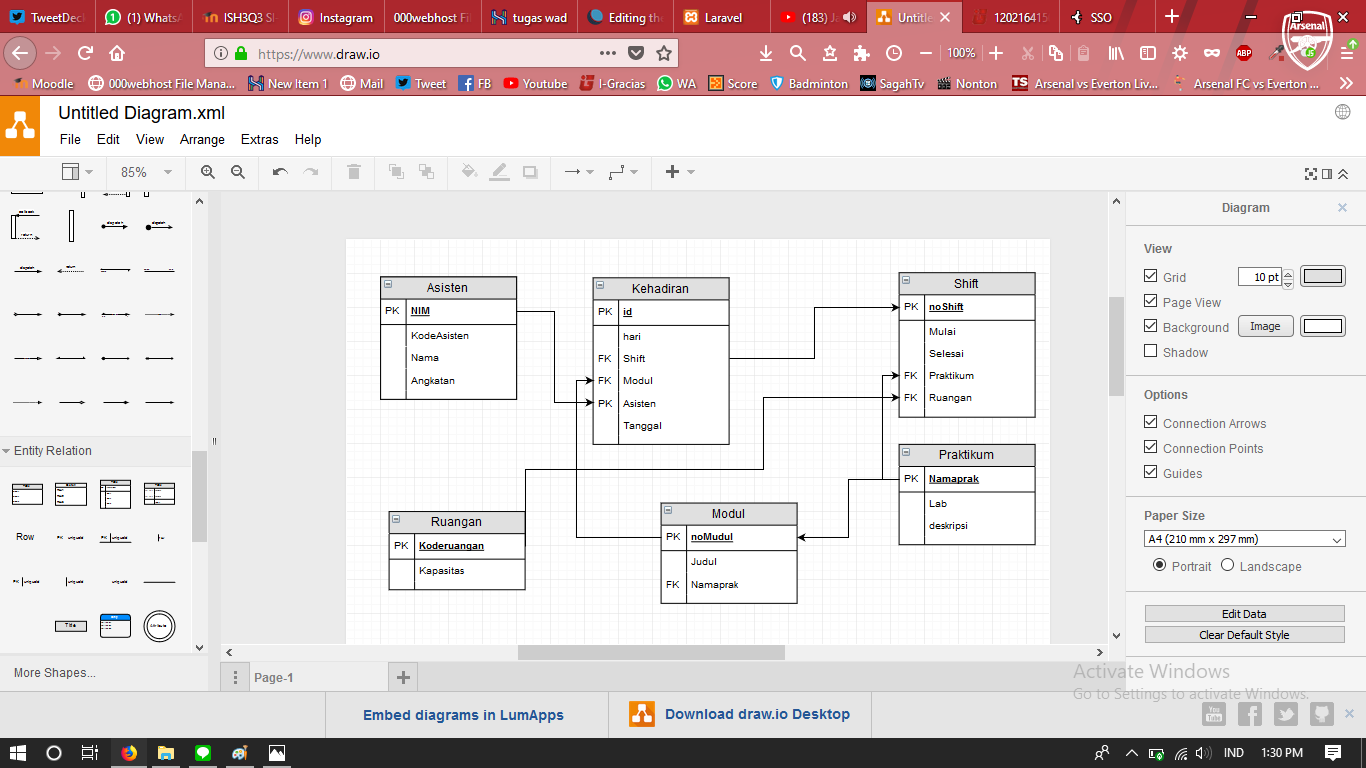 TweetDeck
(1) WhatsA
ISH3Q3 SI
Instagram
000webhost Fil
tugas wad
Editing the
Laravel
(183) Ja
Untitle
120216415
SSO
https://www.draw.io
100%
ABP
Arsenal
Moodle
000webhost File Mana...
New Item 1
Mail
Tweet
FB
Youtube
I-Gracias
WA
Score
Badminton
SagahTv
Nonton
Arsenal vs Everton Liv...
Arsenal FC vs Everton ...
Untitled Diagram.xml
File Edit View Arrange Extras Help
85%
Entity Relation
Row
Title
More Shapes...
Asisten
PK NIM
KodeAsisten
Nama
Angkatan
Kehadiran
PK id
hari
FK Shift
FK Modul
PK Asisten
Tanggal
Shift
PK noShift
Mulai
Selesai
FK Praktikum
FK Ruangan
Praktikum
PK Namaprak
Lab
deskripsi
Ruangan
PK Koderuangan
Kapasitas
Modul
PK noMudul
Judul
FK Namaprak
Diagram
View
Grid 10 pt
Page View
Background Image
Shadow
Options
Connection Arrows
Connection Points
Guides
Paper Size
A4 (210 mm x 297 mm)
Portrait Landscape
Edit Data
Clear Default Style
Activate Windows
Go to Settings to activate Windows.
Page-1
Embed diagrams in LumApps
Download draw.io Desktop
You Tube
IND 1:30 PM